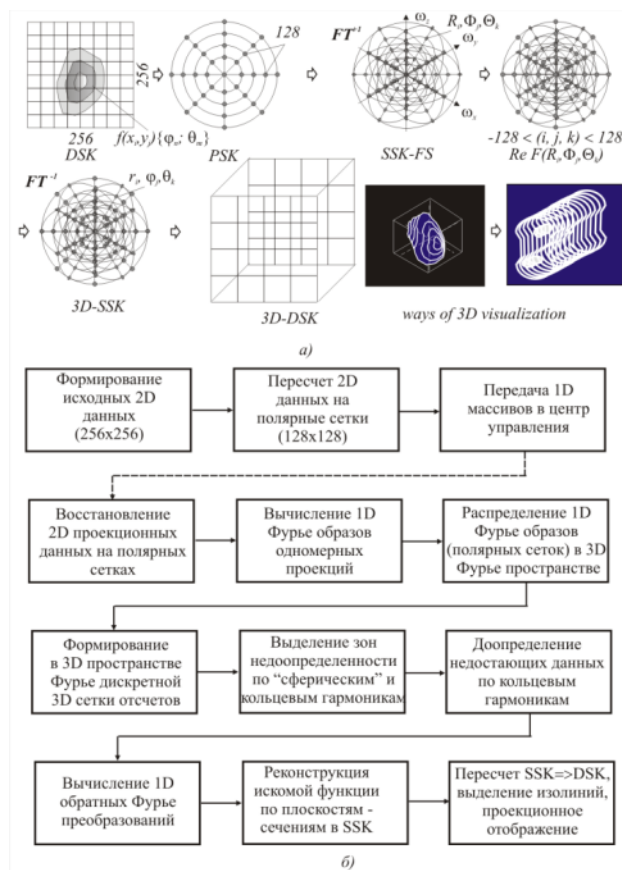 256
128
256
f(xᵢ,yⱼ){φₙ; θₘ}
DSK
PSK
FT⁻¹
ω_z
ω_y
ω_x
Rᵢ,Φⱼ,Θₖ
SSK-FS
-128 < (i, j, k) < 128
Re F(Rᵢ,Φⱼ,Θₖ)
FT⁻¹
rᵢ, φⱼ,θₖ
3D-SSK
3D-DSK
ways of 3D visualization
а)
Формирование
исходных 2D
данных
(256x256)
Пересчет 2D
данных на
полярные сетки
(128x128)
Передача 1D
массивов в центр
управления
Восстановление
2D проекционных
данных на полярных
сетках
Вычисление 1D
Фурье образов
одномерных
проекций
Распределение 1D
Фурье образов
(полярных сеток) в 3D
Фурье пространстве
Формирование
в 3D пространстве
Фурье дискретной
3D сетки отсчетов
Выделение зон
недоопределенности
по “сферическим” и
кольцевым гармоникам
Доопределение
недостающих данных
по кольцевым
гармоникам
Вычисление 1D
обратных Фурье
преобразований
Реконструкция
искомой функции
по плоскостям -
сечениям в SSK
Пересчет SSK=>DSK,
выделение изолиний,
проекционное
отображение
б)